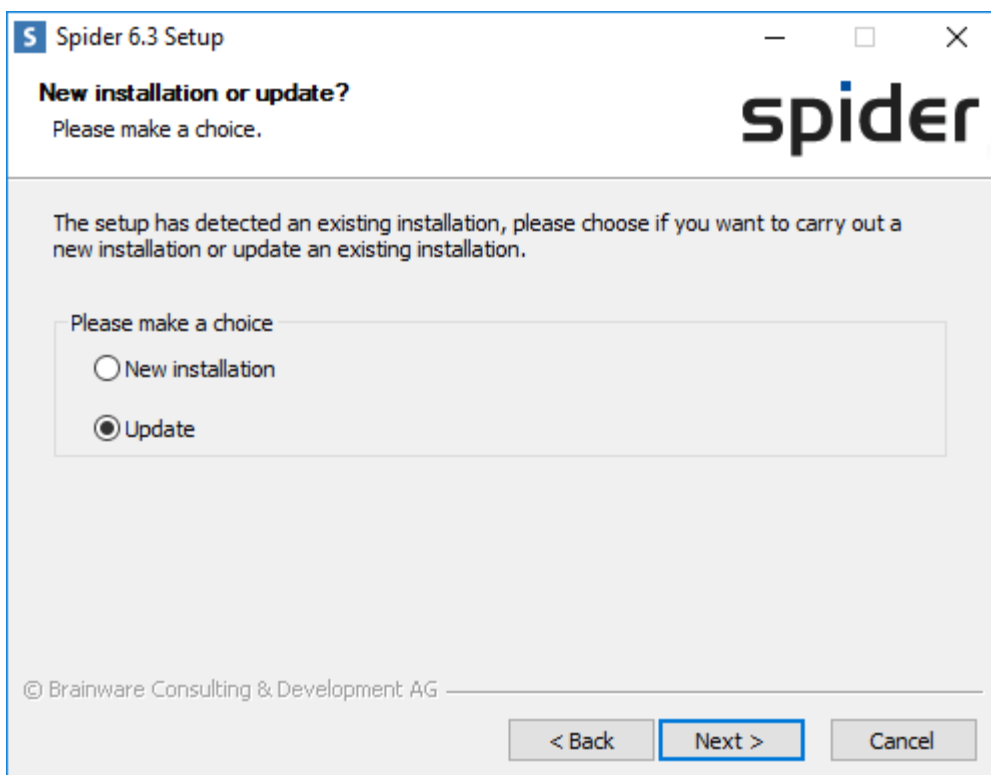 Spider 6.3 Setup
New installation or update?
Please make a choice.
spider
The setup has detected an existing installation, please choose if you want to carry out a
new installation or update an existing installation.
Please make a choice
New installation
Update
© Brainware Consulting & Development AG
< Back
Next >
Cancel